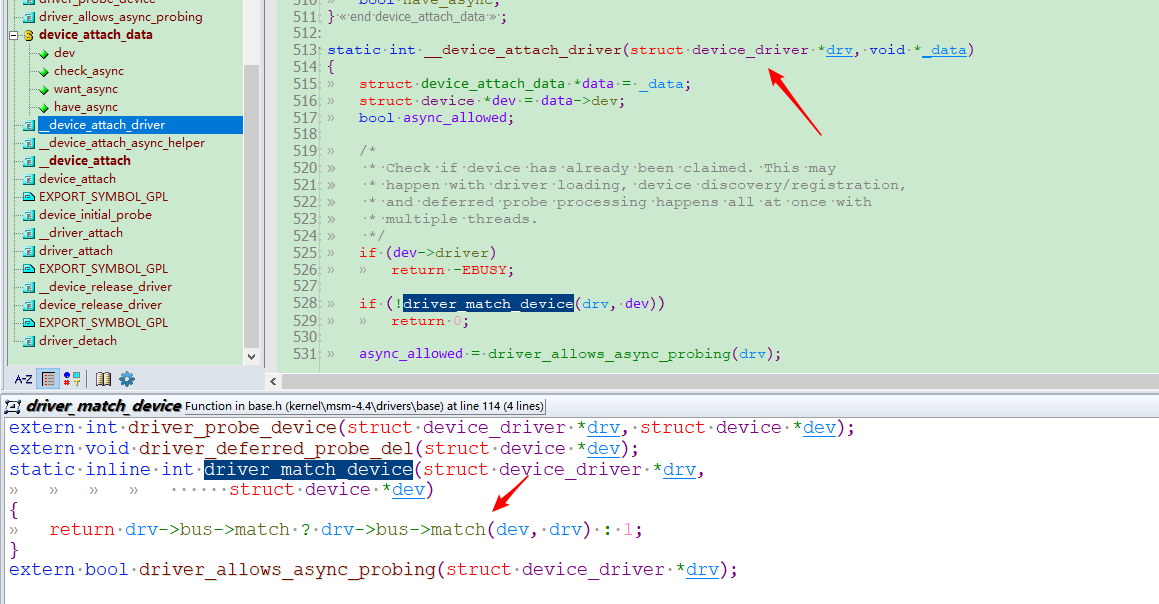 driver_probe_device
driver_allows_async_probing
device_attach_data
dev
check_async
want_async
have_async
__device_attach_driver
__device_attach_async_helper
__device_attach
device_attach
EXPORT_SYMBOL_GPL
device_initial_probe
__driver_attach
driver_attach
EXPORT_SYMBOL_GPL
__device_release_driver
device_release_driver
EXPORT_SYMBOL_GPL
driver_detach
A-Z
510: » bool·have_async;
511: } « end device_attach_data » ;
512:
513: static·int·__device_attach_driver(struct·device_driver·*drv,·void·*_data)
514: {
515: » struct·device_attach_data·*data·=·_data;
516: » struct·device·*dev·=·data->dev;
517: » bool·async_allowed;
518:
519: » /*
520: » ·*·Check·if·device·has·already·been·claimed.·This·may
521: » ·*·happen·with·driver·loading,·device·discovery/registration,
522: » ·*·and·deferred·probe·processing·happens·all·at·once·with
523: » ·*·multiple·threads.
524: » ·*/
525: » if·(dev->driver)
526: » » return·-EBUSY;
527:
528: » if·(!driver_match_device(drv,·dev))
529: » » return·0;
530:
531: » async_allowed·=·driver_allows_async_probing(drv);
driver_match_device Function in base.h (kernel\msm-4.4\drivers\base) at line 114 (4 lines)
extern·int·driver_probe_device(struct·device_driver·*drv,·struct·device·*dev);
extern·void·driver_deferred_probe_del(struct·device·*dev);
static·inline·int·driver_match_device(struct·device_driver·*drv,
» » » » ······struct·device·*dev)
{
» return·drv->bus->match·?·drv->bus->match(dev,·drv)·:·1;
}
extern·bool·driver_allows_async_probing(struct·device_driver·*drv);